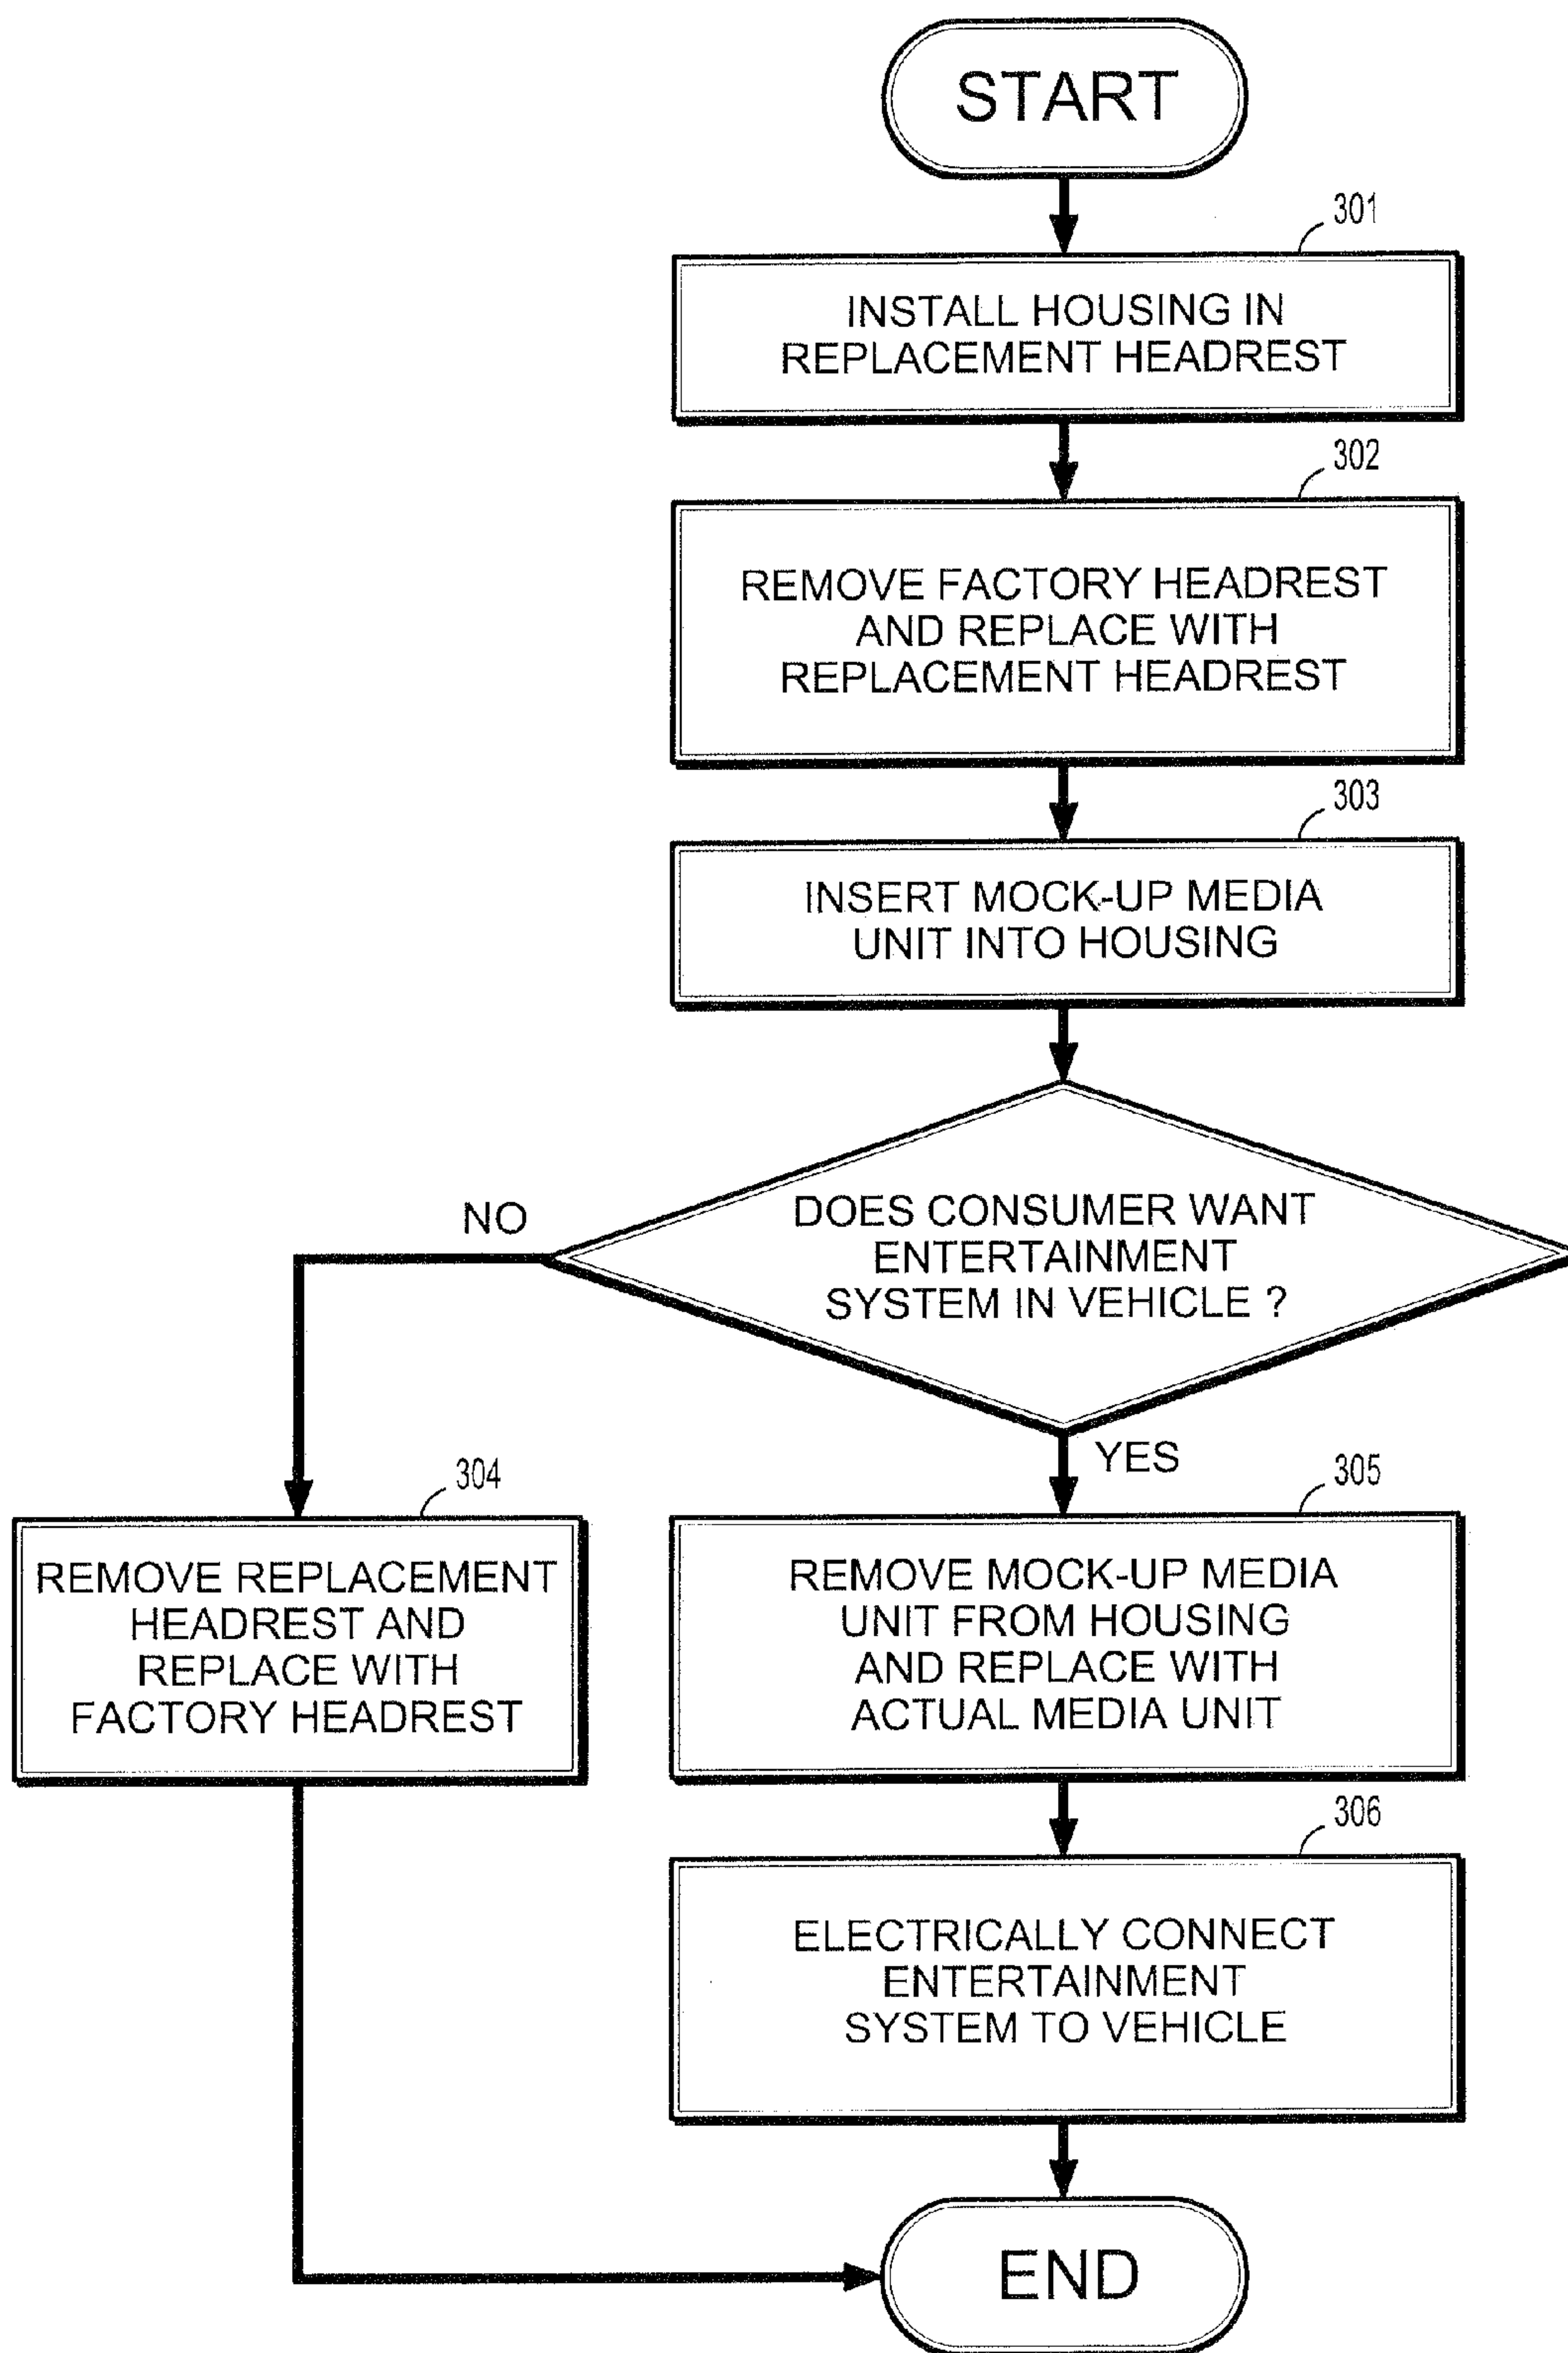 START
301
INSTALL HOUSING IN
REPLACEMENT HEADREST
302
REMOVE FACTORY HEADREST
AND REPLACE WITH
REPLACEMENT HEADREST
303
INSERT MOCK-UP MEDIA
UNIT INTO HOUSING
DOES CONSUMER WANT
ENTERTAINMENT
SYSTEM IN VEHICLE ?
NO
YES
304
REMOVE REPLACEMENT
HEADREST AND
REPLACE WITH
FACTORY HEADREST
305
REMOVE MOCK-UP MEDIA
UNIT FROM HOUSING
AND REPLACE WITH
ACTUAL MEDIA UNIT
306
ELECTRICALLY CONNECT
ENTERTAINMENT
SYSTEM TO VEHICLE
END